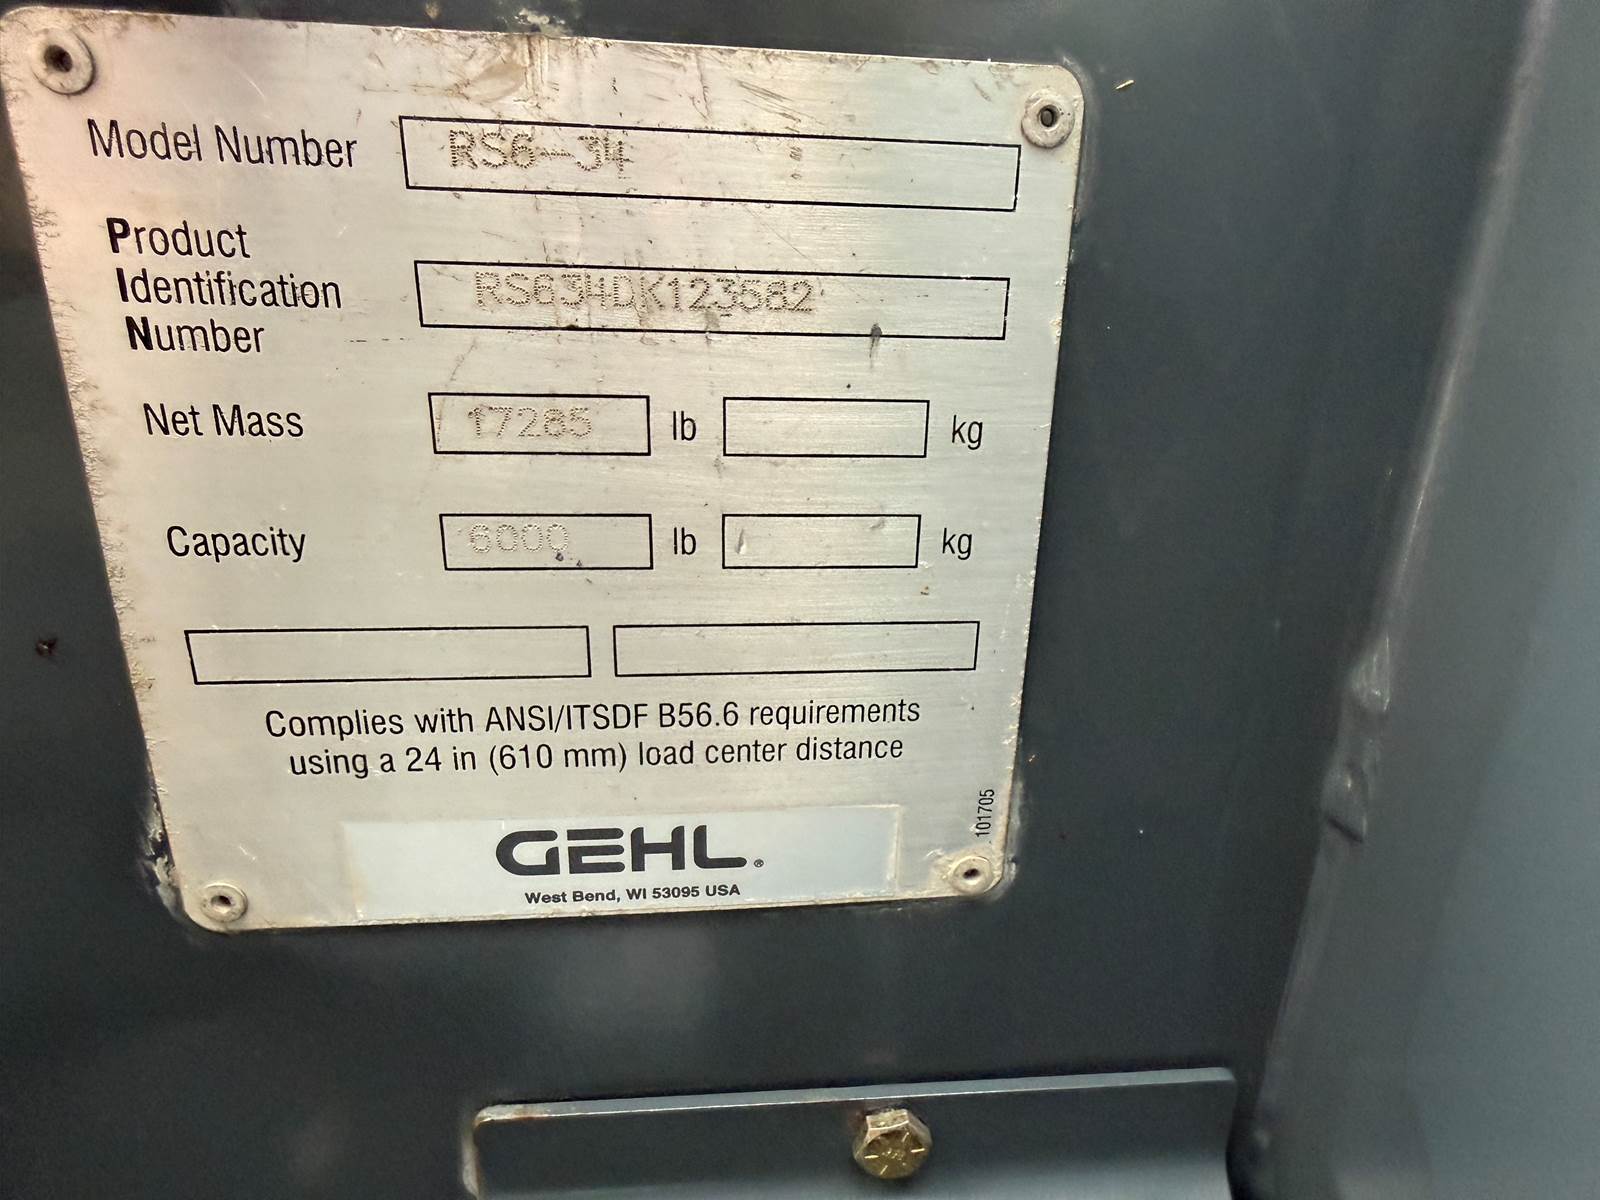 Model Number RS6-34
Product
Identification RS634DK123582
Number
Net Mass 17285 lb kg
Capacity 6000 lb kg
Complies with ANSI/ITSDF B56.6 requirements
using a 24 in (610 mm) load center distance
101705
GEHL®
West Bend, WI 53095 USA